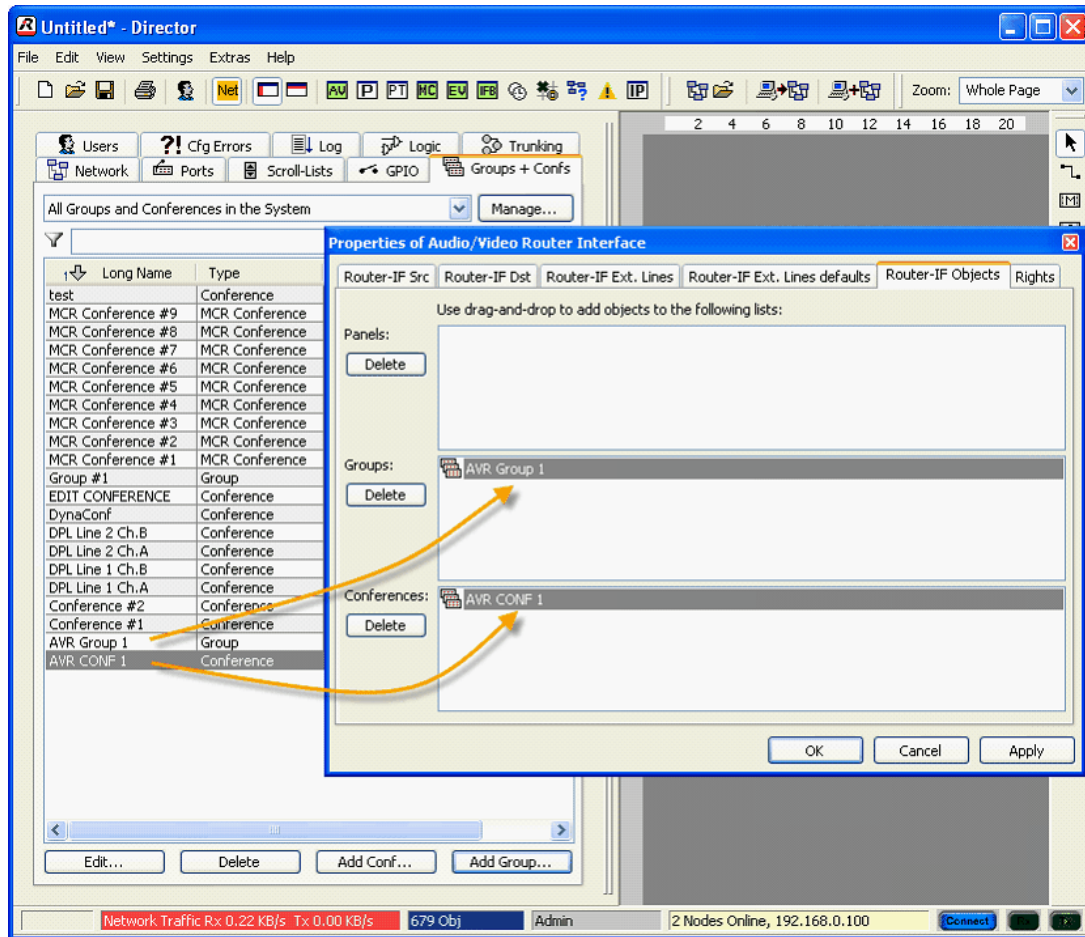 Untitled* - Director
File Edit View Settings Extras Help
Net AV P PT MC EV IFB IP Zoom: Whole Page
2 4 6 8 10 12 14 16 18 20
Users ?! Cfg Errors Log Logic Trunking
Network Ports Scroll-Lists GPIO Groups + Confs
All Groups and Conferences in the System Manage...
Long Name Type
test Conference
MCR Conference #9 MCR Conference
MCR Conference #8 MCR Conference
MCR Conference #7 MCR Conference
MCR Conference #6 MCR Conference
MCR Conference #5 MCR Conference
MCR Conference #4 MCR Conference
MCR Conference #3 MCR Conference
MCR Conference #2 MCR Conference
MCR Conference #1 MCR Conference
Group #1 Group
EDIT CONFERENCE Conference
DynaConf Conference
DPL Line 2 Ch.B Conference
DPL Line 2 Ch.A Conference
DPL Line 1 Ch.B Conference
DPL Line 1 Ch.A Conference
Conference #2 Conference
Conference #1 Conference
AVR Group 1 Group
AVR CONF 1 Conference
Edit... Delete Add Conf... Add Group...
Properties of Audio/Video Router Interface
Router-IF Src Router-IF Dst Router-IF Ext. Lines Router-IF Ext. Lines defaults Router-IF Objects Rights
Use drag-and-drop to add objects to the following lists:
Panels:
Delete
Groups:
AVR Group 1
Delete
Conferences:
AVR CONF 1
Delete
OK Cancel Apply
Network Traffic Rx 0.22 KB/s Tx 0.00 KB/s 679 Obj Admin 2 Nodes Online, 192.168.0.100 Connect